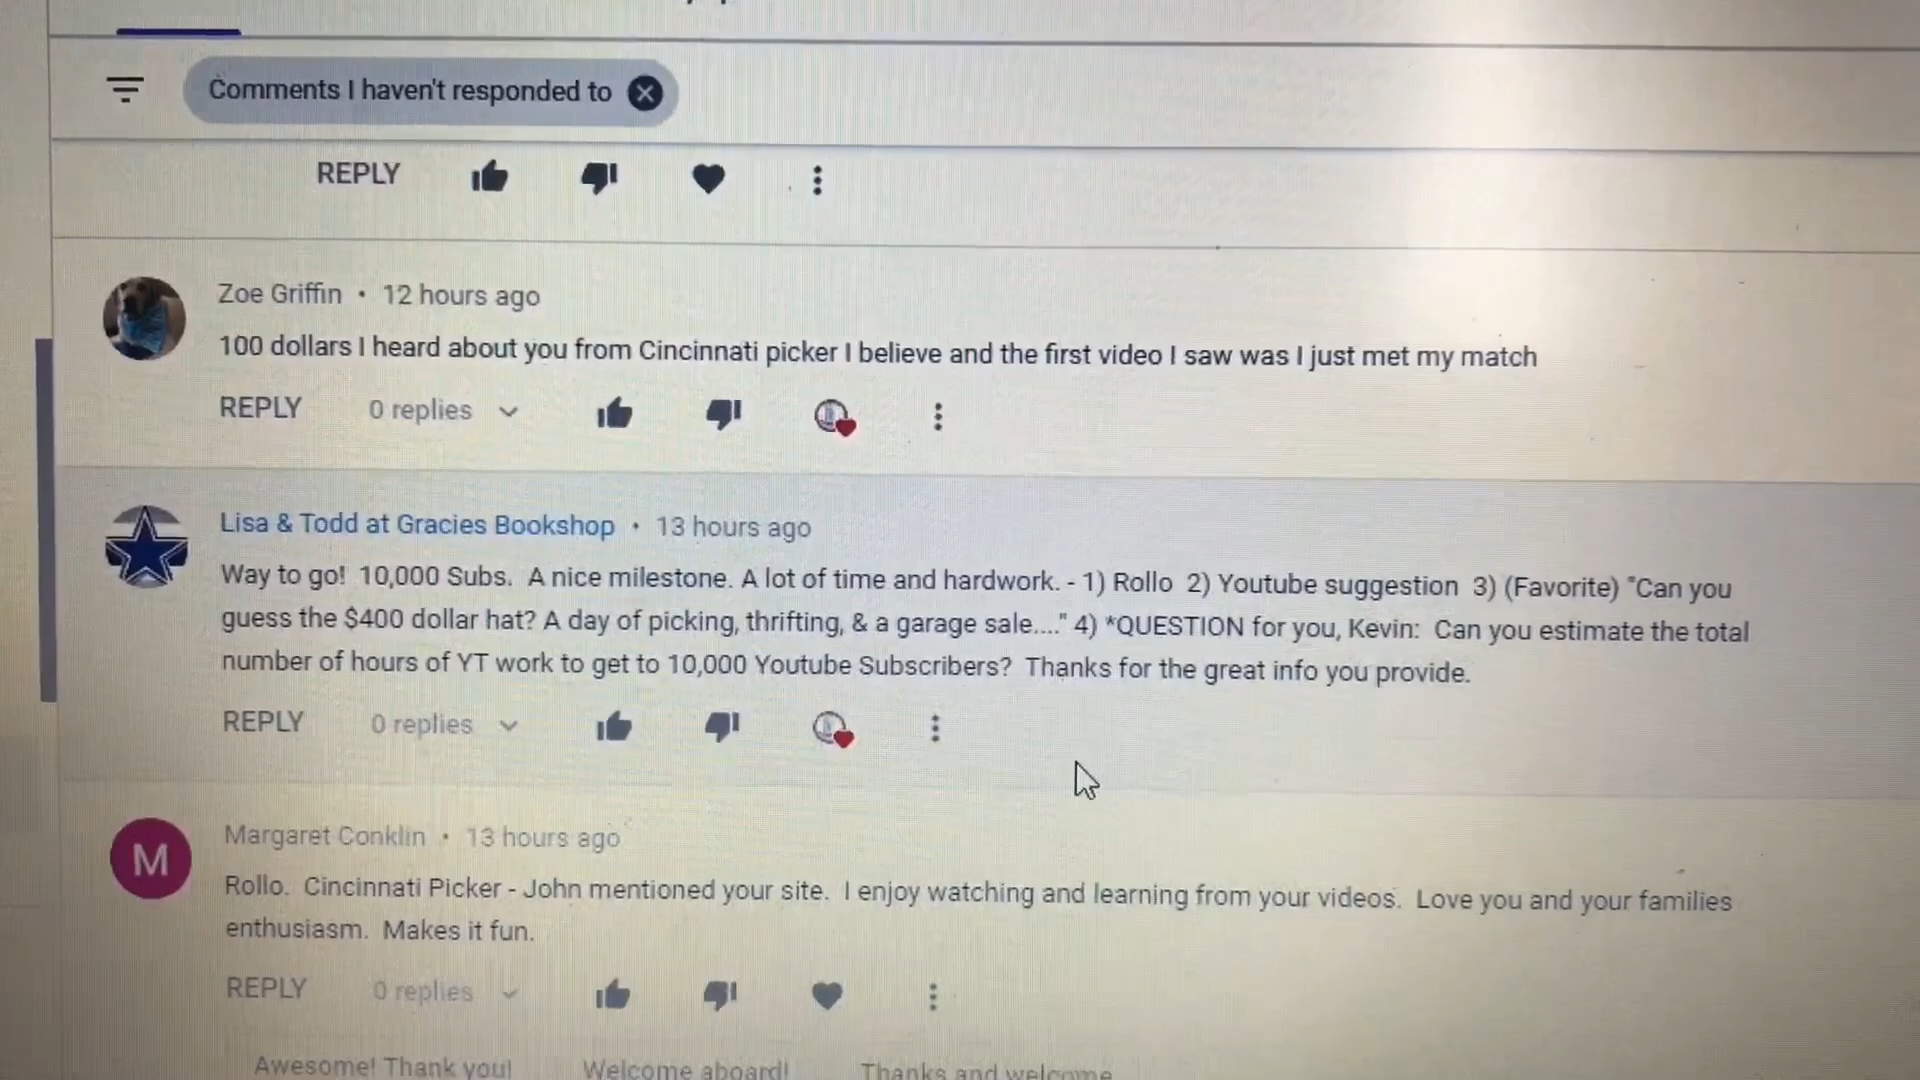 Comments I haven't responded to
REPLY
Zoe Griffin • 12 hours ago
100 dollars I heard about you from Cincinnati picker I believe and the first video I saw was I just met my match
REPLY 0 replies
Lisa & Todd at Gracies Bookshop • 13 hours ago
Way to go! 10,000 Subs. A nice milestone. A lot of time and hardwork. - 1) Rollo 2) Youtube suggestion 3) (Favorite) "Can you
guess the $400 dollar hat? A day of picking, thrifting, & a garage sale...." 4) *QUESTION for you, Kevin: Can you estimate the total
number of hours of YT work to get to 10,000 Youtube Subscribers? Thanks for the great info you provide.
REPLY 0 replies
M
Margaret Conklin • 13 hours ago
Rollo. Cincinnati Picker - John mentioned your site. I enjoy watching and learning from your videos. Love you and your families
enthusiasm. Makes it fun.
REPLY 0 replies
Awesome! Thank you! Welcome aboard! Thanks and welcome